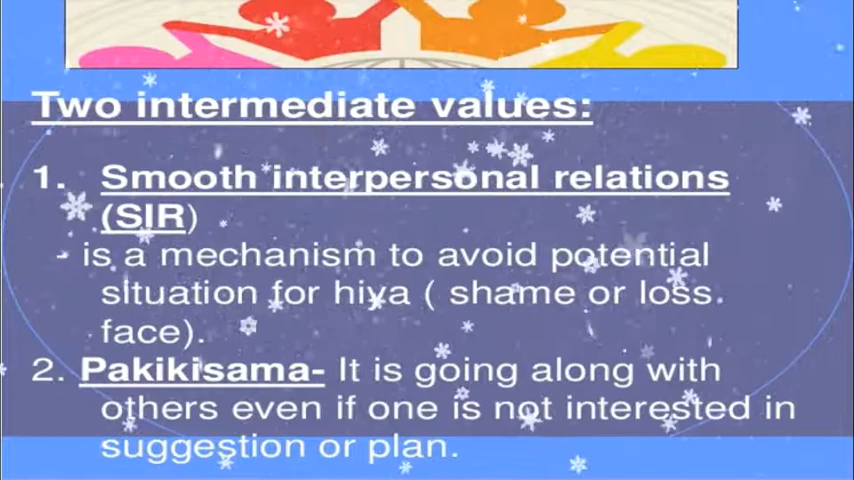 Two intermediate values:
1. Smooth interpersonal relations
(SIR)
- is a mechanism to avoid potential
situation for hiya ( shame or loss
face).
2. Pakikisama- It is going along with
others even if one is not interested in
suggestion or plan.